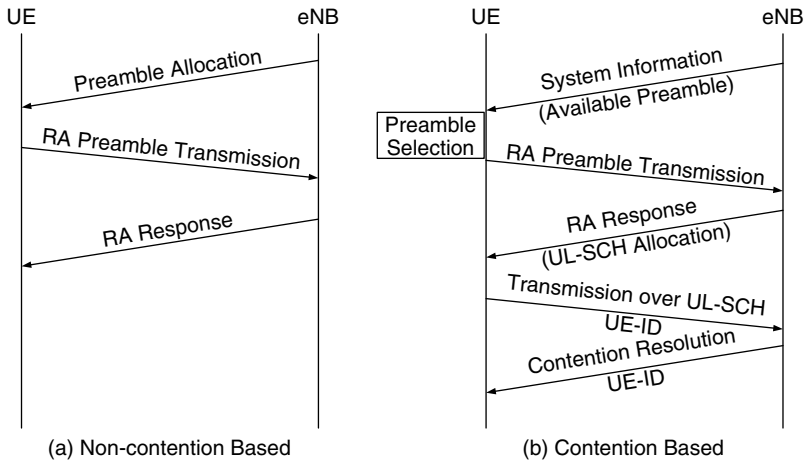 UE
eNB
Preamble Allocation
RA Preamble Transmission
RA Response
(a) Non-contention Based
UE
eNB
System Information
(Available Preamble)
Preamble
Selection
RA Preamble Transmission
RA Response
(UL-SCH Allocation)
Transmission over UL-SCH
UE-ID
Contention Resolution
UE-ID
(b) Contention Based